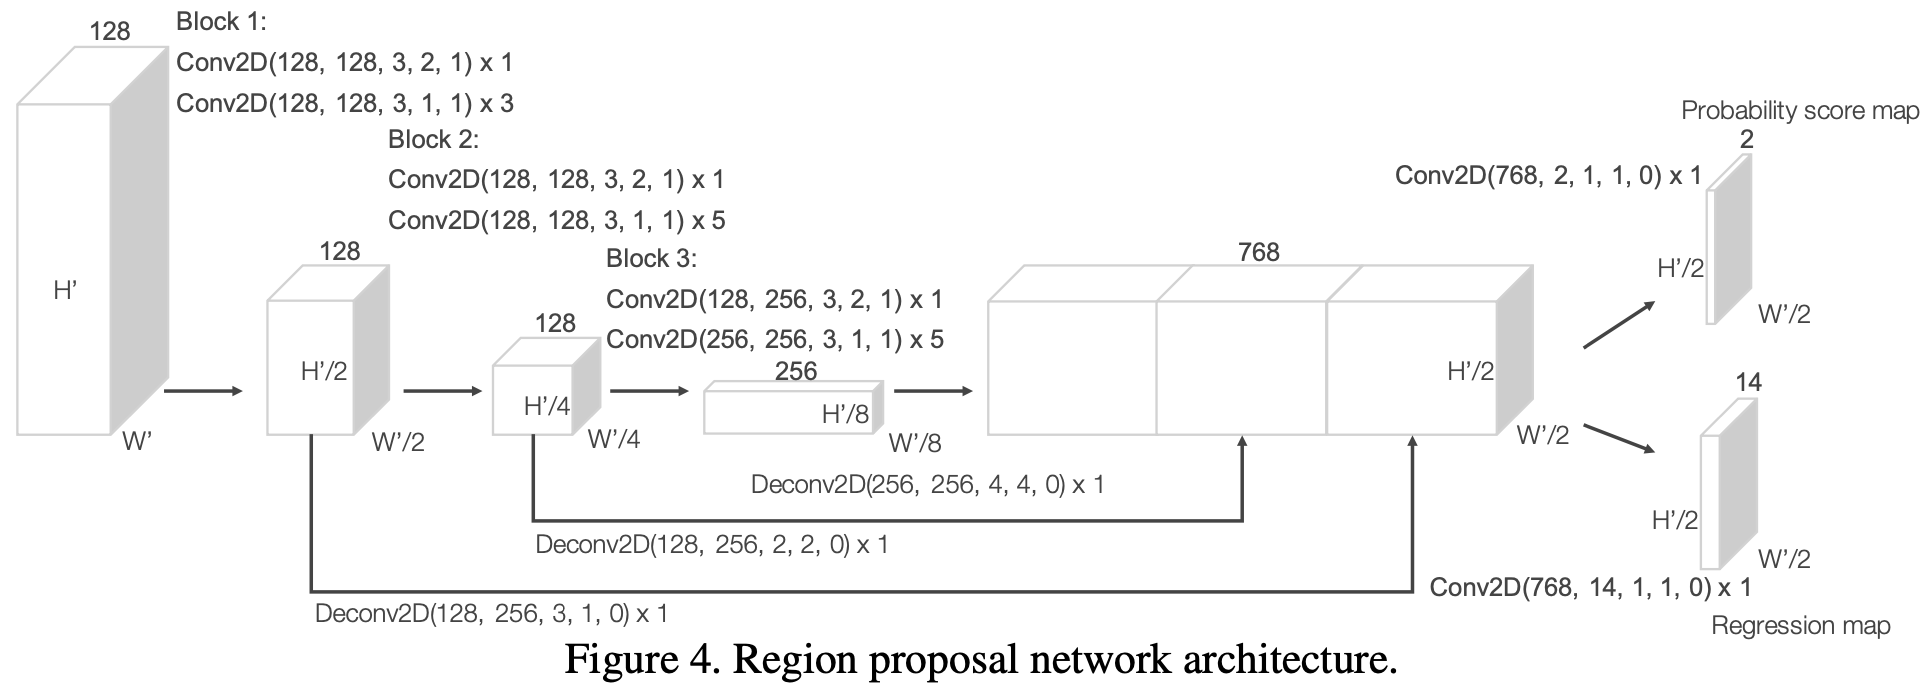 128
Block 1:
Conv2D(128, 128, 3, 2, 1) x 1
Conv2D(128, 128, 3, 1, 1) x 3
H’
W’
Block 2:
Conv2D(128, 128, 3, 2, 1) x 1
Conv2D(128, 128, 3, 1, 1) x 5
128
H’/2
W’/2
Block 3:
Conv2D(128, 256, 3, 2, 1) x 1
Conv2D(256, 256, 3, 1, 1) x 5
128
H’/4
W’/4
256
H’/8
W’/8
768
H’/2
W’/2
Deconv2D(256, 256, 4, 4, 0) x 1
Deconv2D(128, 256, 2, 2, 0) x 1
Deconv2D(128, 256, 3, 1, 0) x 1
Probability score map
2
Conv2D(768, 2, 1, 1, 0) x 1
H’/2
W’/2
14
H’/2
W’/2
Conv2D(768, 14, 1, 1, 0) x 1
Regression map
Figure 4. Region proposal network architecture.